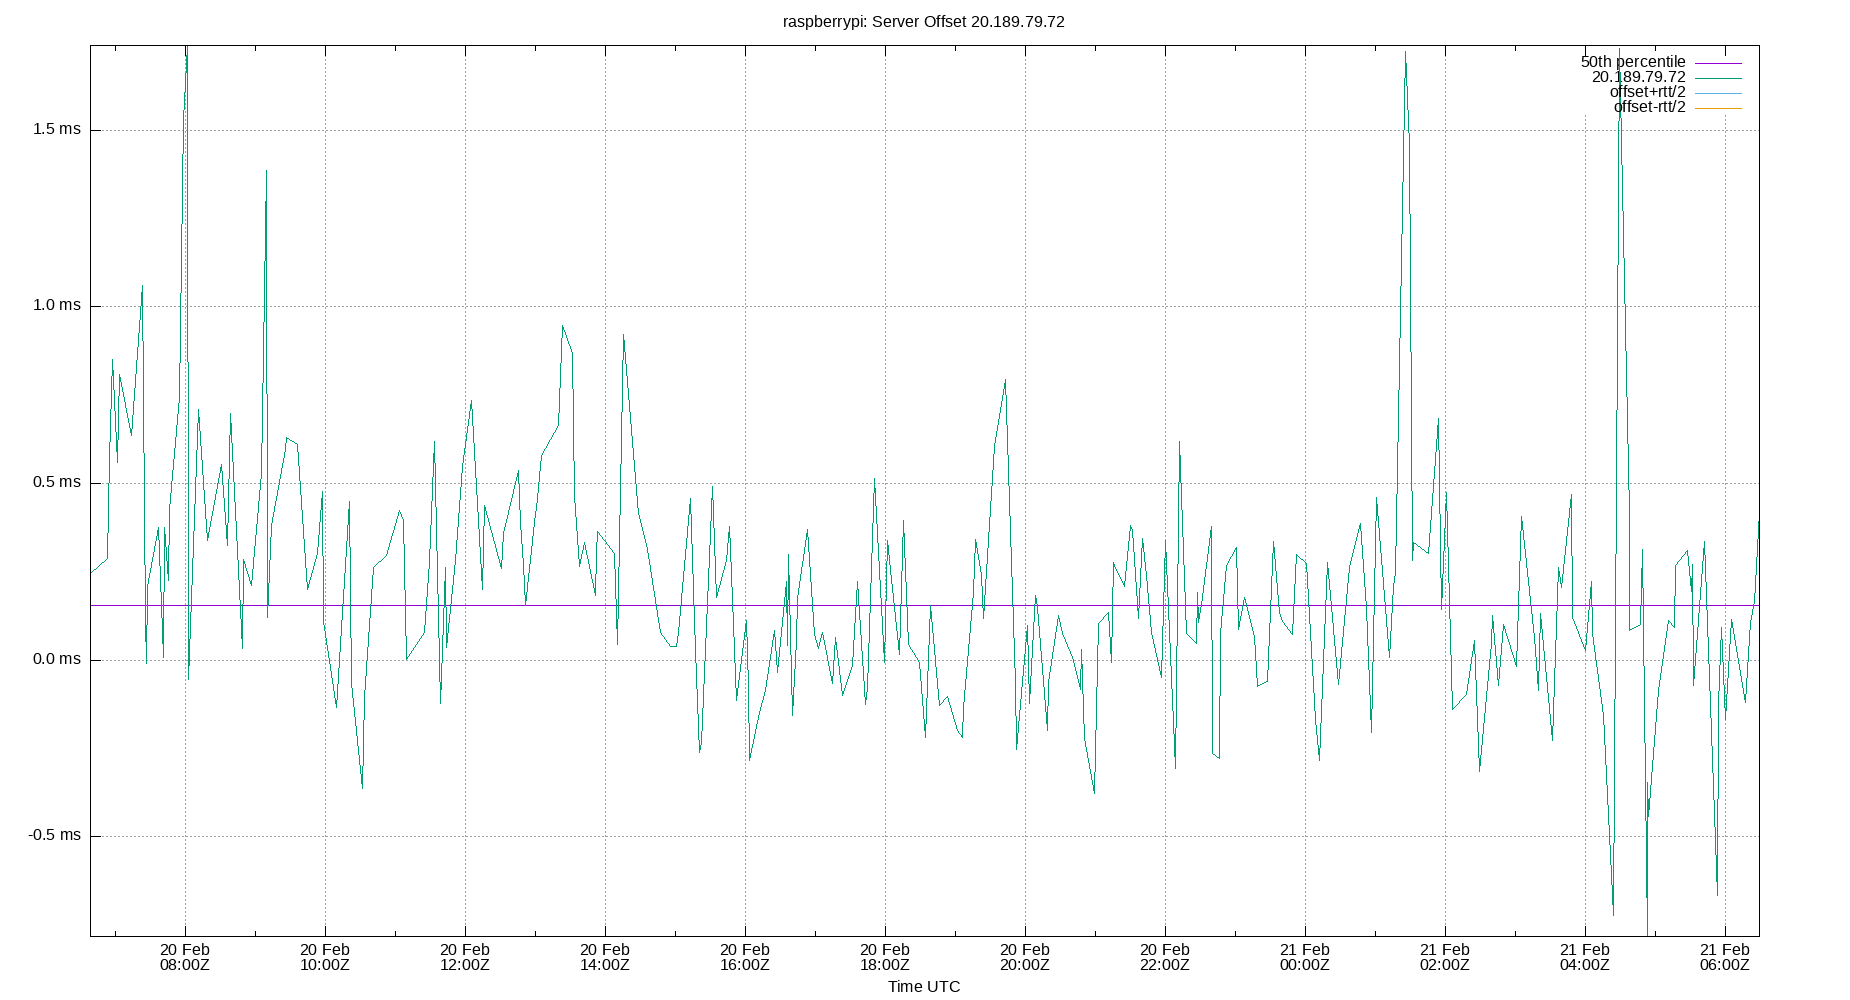 raspberrypi: Server Offset 20.189.79.72
50th percentile
20.189.79.72
offset+rtt/2
offset-rtt/2
1.5 ms
1.0 ms
0.5 ms
0.0 ms
-0.5 ms
20 Feb 20 Feb 20 Feb 20 Feb 20 Feb 20 Feb 20 Feb 20 Feb 21 Feb 21 Feb 21 Feb 21 Feb
08:00Z 10:00Z 12:00Z 14:00Z 16:00Z 18:00Z 20:00Z 22:00Z 00:00Z 02:00Z 04:00Z 06:00Z
Time UTC